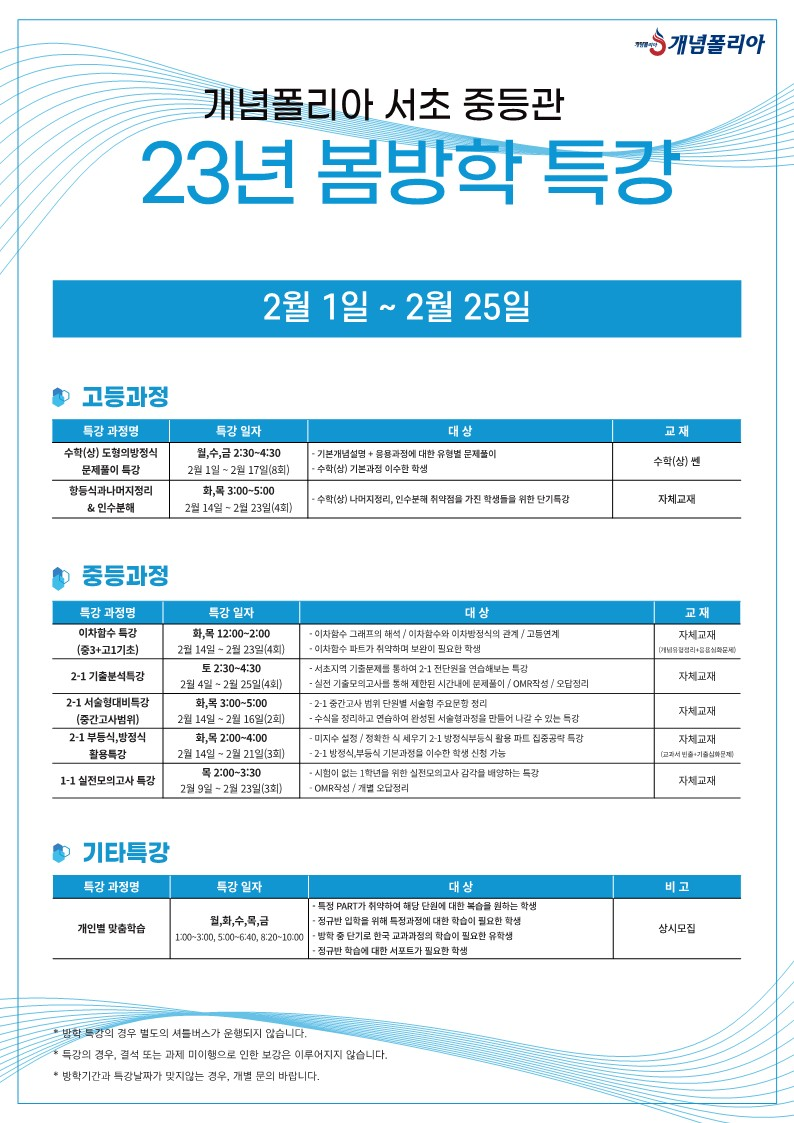 개념폴리아 개념폴리아
개념폴리아 서초 중등관
23년 봄방학 특강
2월 1일 ~ 2월 25일
고등과정
특강 과정명 특강 일자 대 상 교 재
수학(상) 도형의방정식
문제풀이 특강
월,수,금 2:30~4:30
2월 1일 ~ 2월 17일(8회)
- 기본개념설명 + 응용과정에 대한 유형별 문제풀이
- 수학(상) 기본과정 이수한 학생
수학(상) 쎈
항등식과나머지정리
& 인수분해
화,목 3:00~5:00
2월 14일 ~ 2월 23일(4회)
- 수학(상) 나머지정리, 인수분해 취약점을 가진 학생들을 위한 단기특강
자체교재
중등과정
특강 과정명 특강 일자 대 상 교 재
이차함수 특강
(중3+고1기초)
화,목 12:00~2:00
2월 14일 ~ 2월 23일(4회)
- 이차함수 그래프의 해석 / 이차함수와 이차방정식의 관계 / 고등연계
- 이차함수 파트가 취약하며 보완이 필요한 학생
자체교재
(개념유형정리+응용심화문제)
2-1 기출분석특강
토 2:30~4:30
2월 4일 ~ 2월 25일(4회)
- 서초지역 기출문제를 통하여 2-1 전단원을 연습해보는 특강
- 실전 기출모의고사를 통해 제한된 시간내에 문제풀이 / OMR작성 / 오답정리
자체교재
2-1 서술형대비특강
(중간고사범위)
화,목 3:00~5:00
2월 14일 ~ 2월 16일(2회)
- 2-1 중간고사 범위 단원별 서술형 주요문항 정리
- 수식을 정리하고 연습하여 완성된 서술형과정을 만들어 나갈 수 있는 특강
자체교재
2-1 부등식,방정식
활용특강
화,목 2:00~4:00
2월 14일 ~ 2월 21일(3회)
- 미지수 설정 / 정확한 식 세우기 2-1 방정식부등식 활용 파트 집중공략 특강
- 2-1 방정식,부등식 기본과정을 이수한 학생 신청 가능
자체교재
(교과서 빈출+기출심화문제)
1-1 실전모의고사 특강
목 2:00~3:30
2월 9일 ~ 2월 23일(3회)
- 시험이 없는 1학년을 위한 실전모의고사 감각을 배양하는 특강
- OMR작성 / 개별 오답정리
자체교재
기타특강
특강 과정명 특강 일자 대 상 비 고
개인별 맞춤학습
월,화,수,목,금
1:00~3:00, 5:00~6:40, 8:20~10:00
- 특정 PART가 취약하여 해당 단원에 대한 복습을 원하는 학생
- 정규반 입학을 위해 특정과정에 대한 학습이 필요한 학생
- 방학 중 단기로 한국 교과과정의 학습이 필요한 유학생
- 정규반 학습에 대한 서포트가 필요한 학생
상시모집
* 방학 특강의 경우 별도의 셔틀버스가 운행되지 않습니다.
* 특강의 경우, 결석 또는 과제 미이행으로 인한 보강은 이루어지지 않습니다.
* 방학기간과 특강날짜가 맞지않는 경우, 개별 문의 바랍니다.